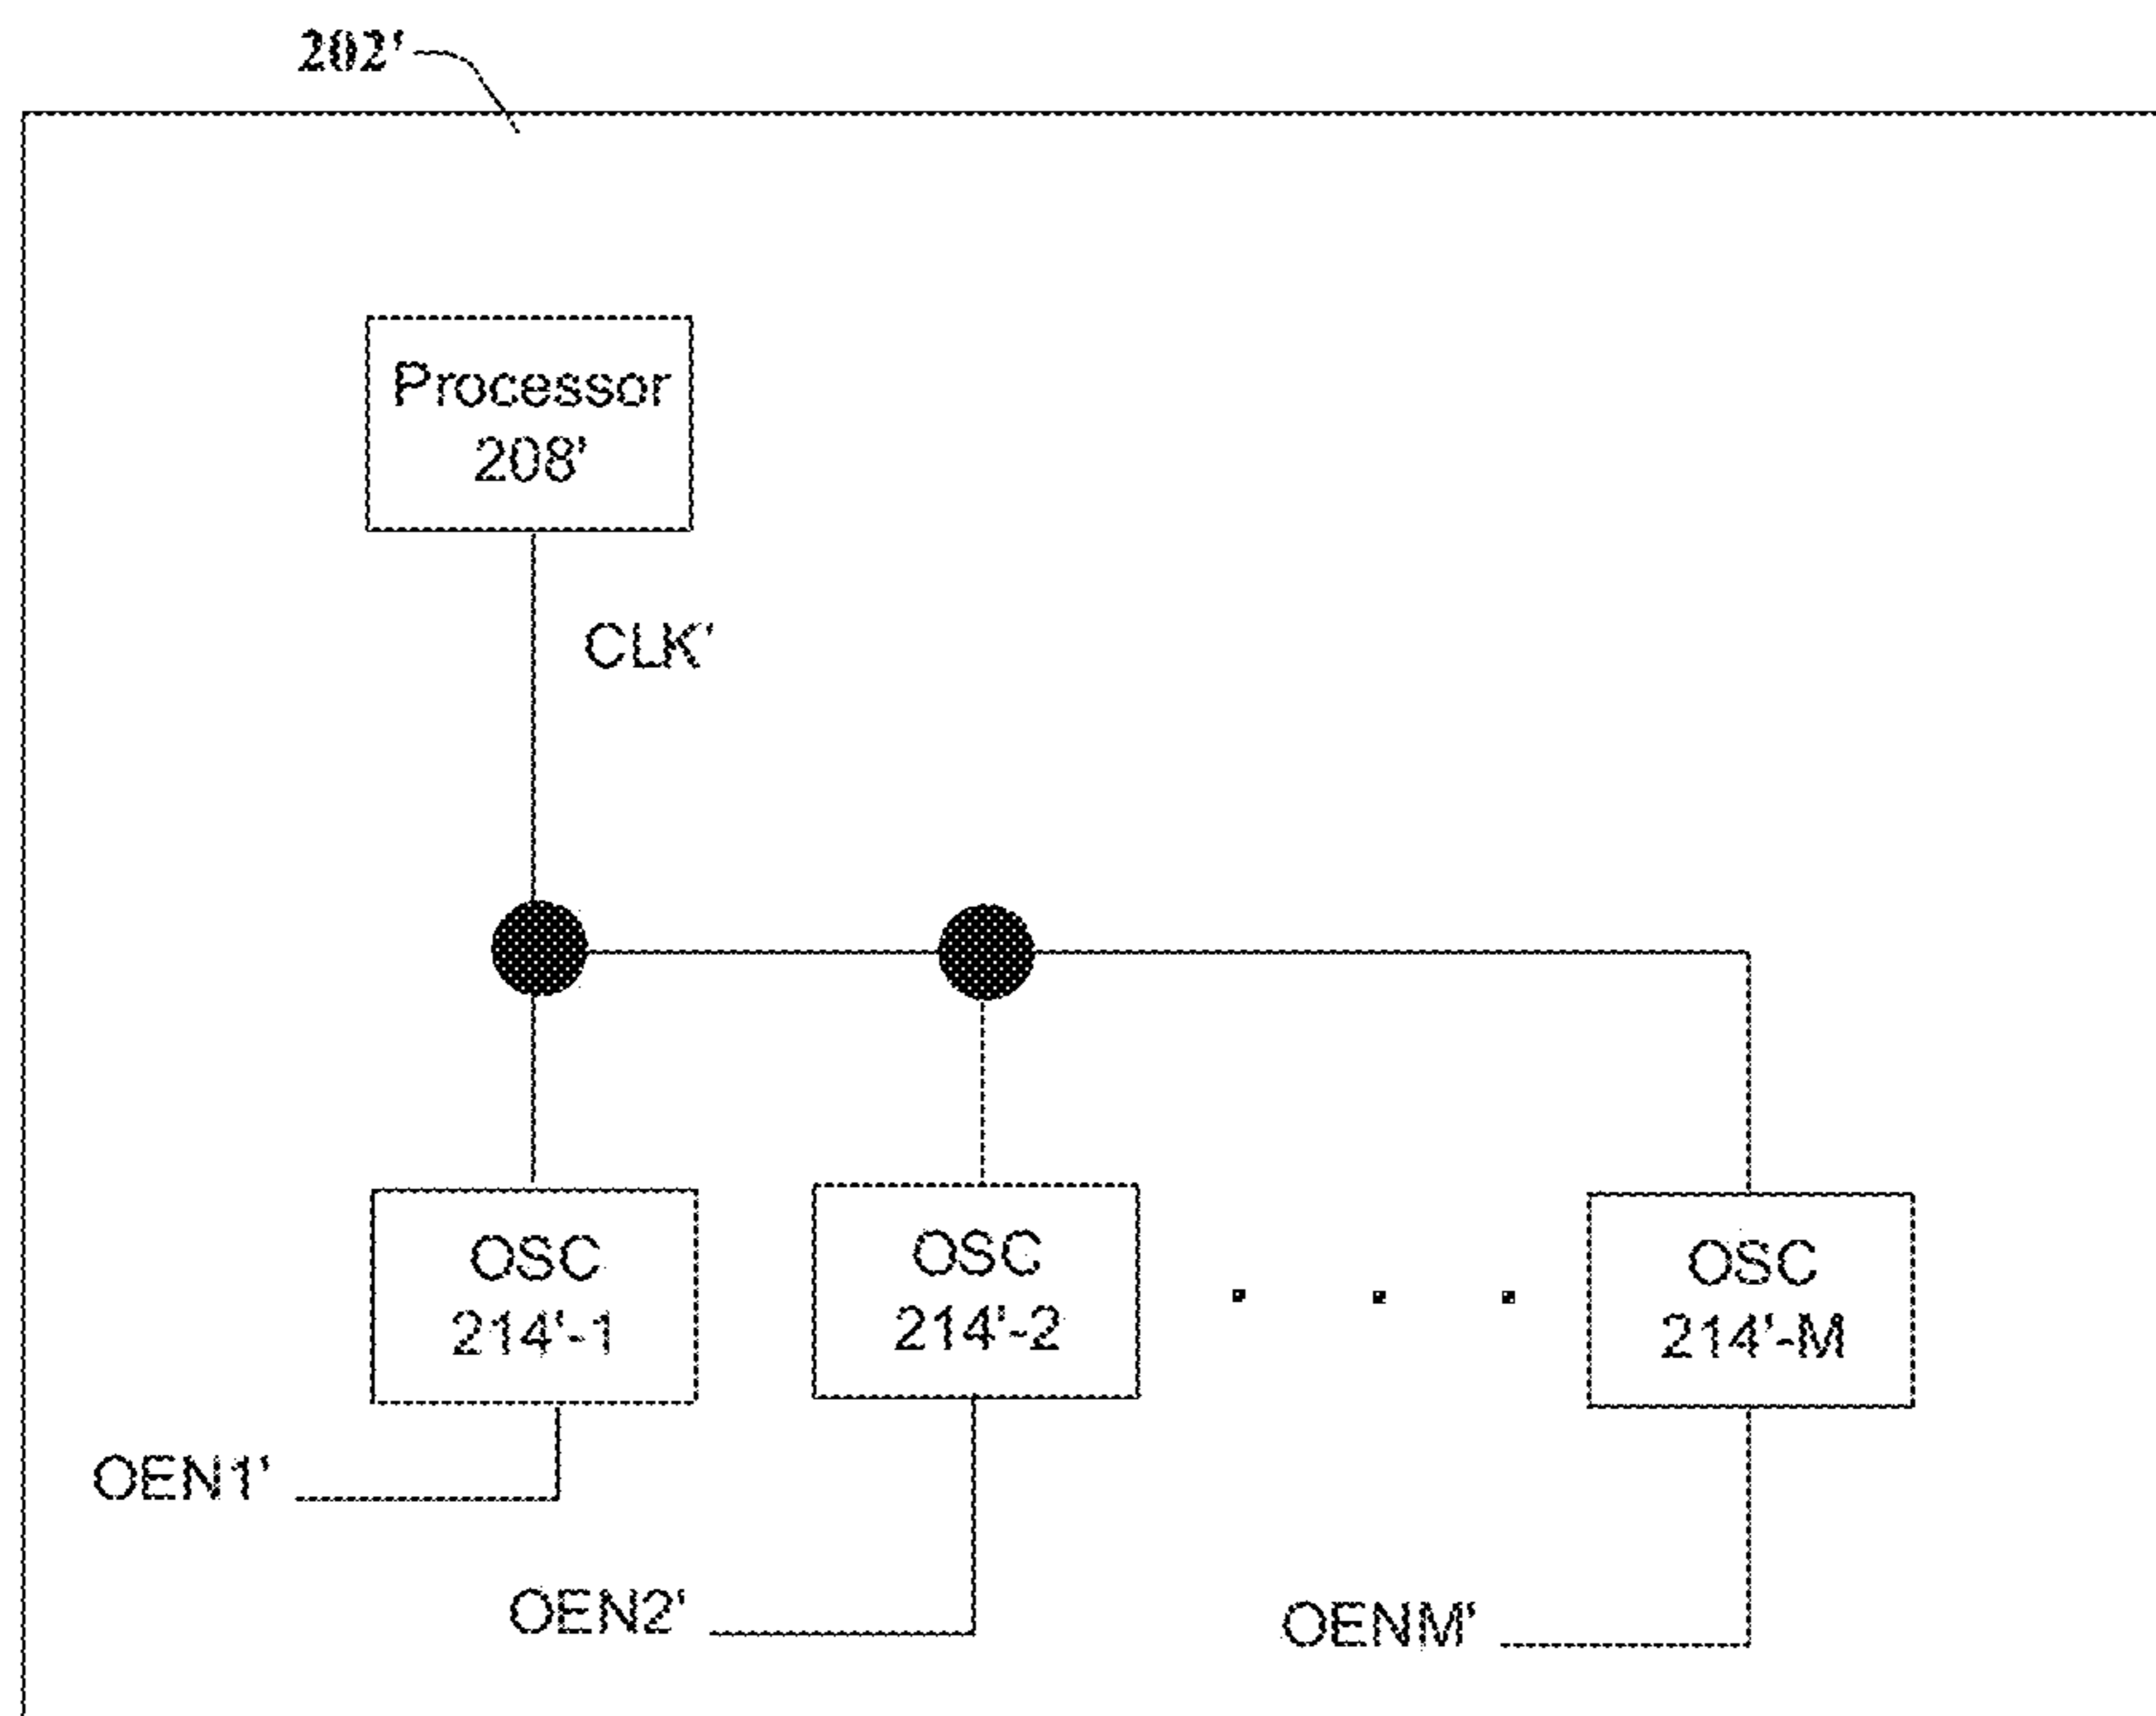 202'
Processor
208'
CLK'
OSC
214'-1
OSC
214'-2
OSC
214'-M
OEN1'
OEN2'
OENM'